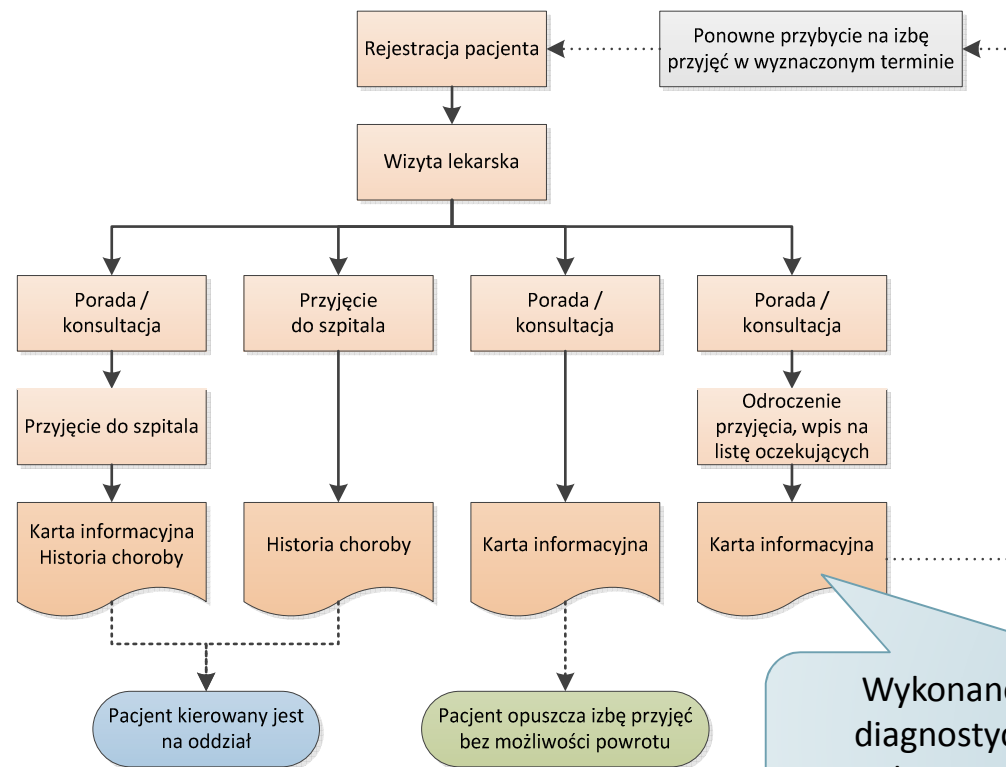 Rejestracja pacjenta
Ponowne przybycie na izbę
przyjęć w wyznaczonym terminie
Wizyta lekarska
Porada /
konsultacja
Przyjęcie
do szpitala
Porada /
konsultacja
Porada /
konsultacja
Przyjęcie do szpitala
Odroczenie
przyjęcia, wpis na
listę oczekujących
Karta informacyjna
Historia choroby
Historia choroby
Karta informacyjna
Karta informacyjna
Pacjent kierowany jest
na oddział
Pacjent opuszcza izbę przyjęć
bez możliwości powrotu